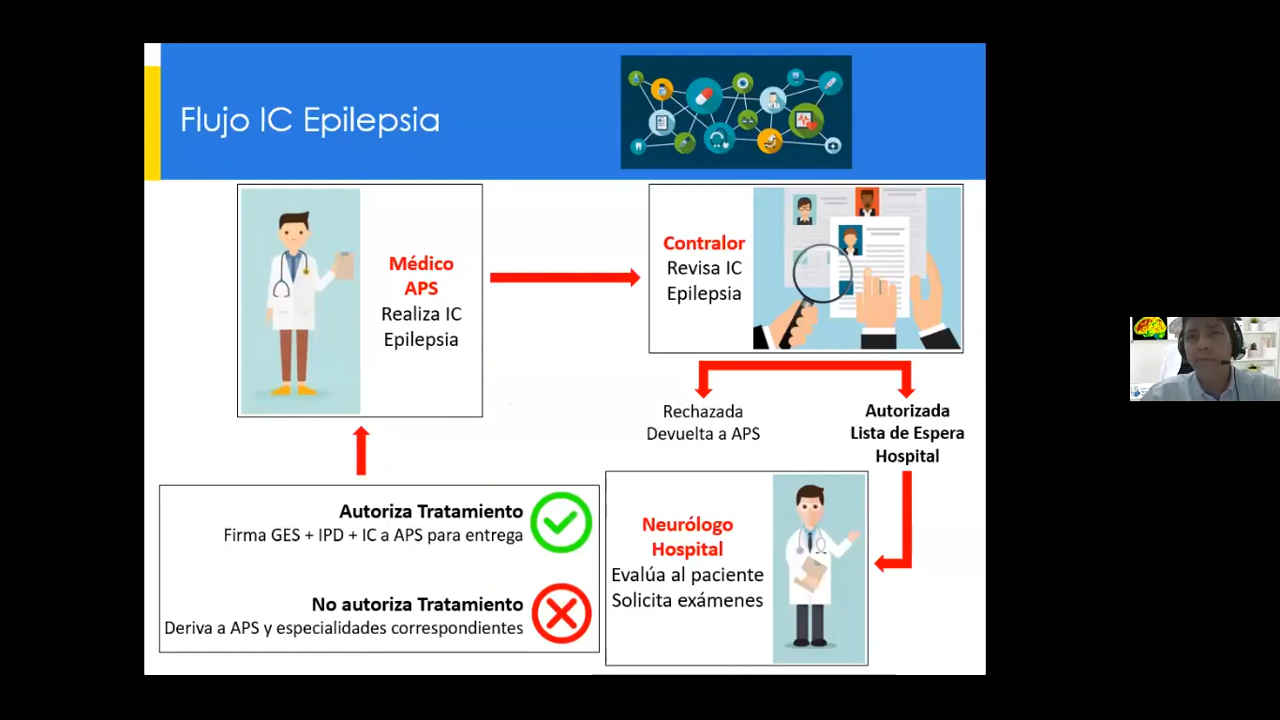 Flujo IC Epilepsia
Médico
APS
Realiza IC
Epilepsia
Contralor
Revisa IC
Epilepsia
Rechazada
Devuelta a APS
Autorizada
Lista de Espera
Hospital
Neurólogo
Hospital
Evalúa al paciente
Solicita exámenes
Autoriza Tratamiento
Firma GES + IPD + IC a APS para entrega
No autoriza Tratamiento
Deriva a APS y especialidades correspondientes